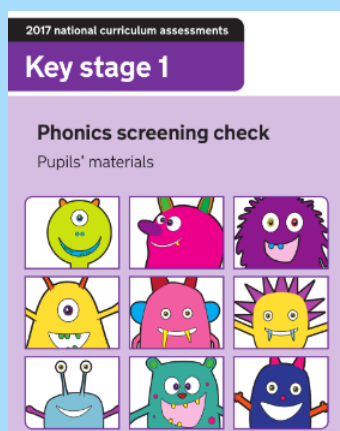 2017 national curriculum assessments
Key stage 1
Phonics screening check
Pupils' materials